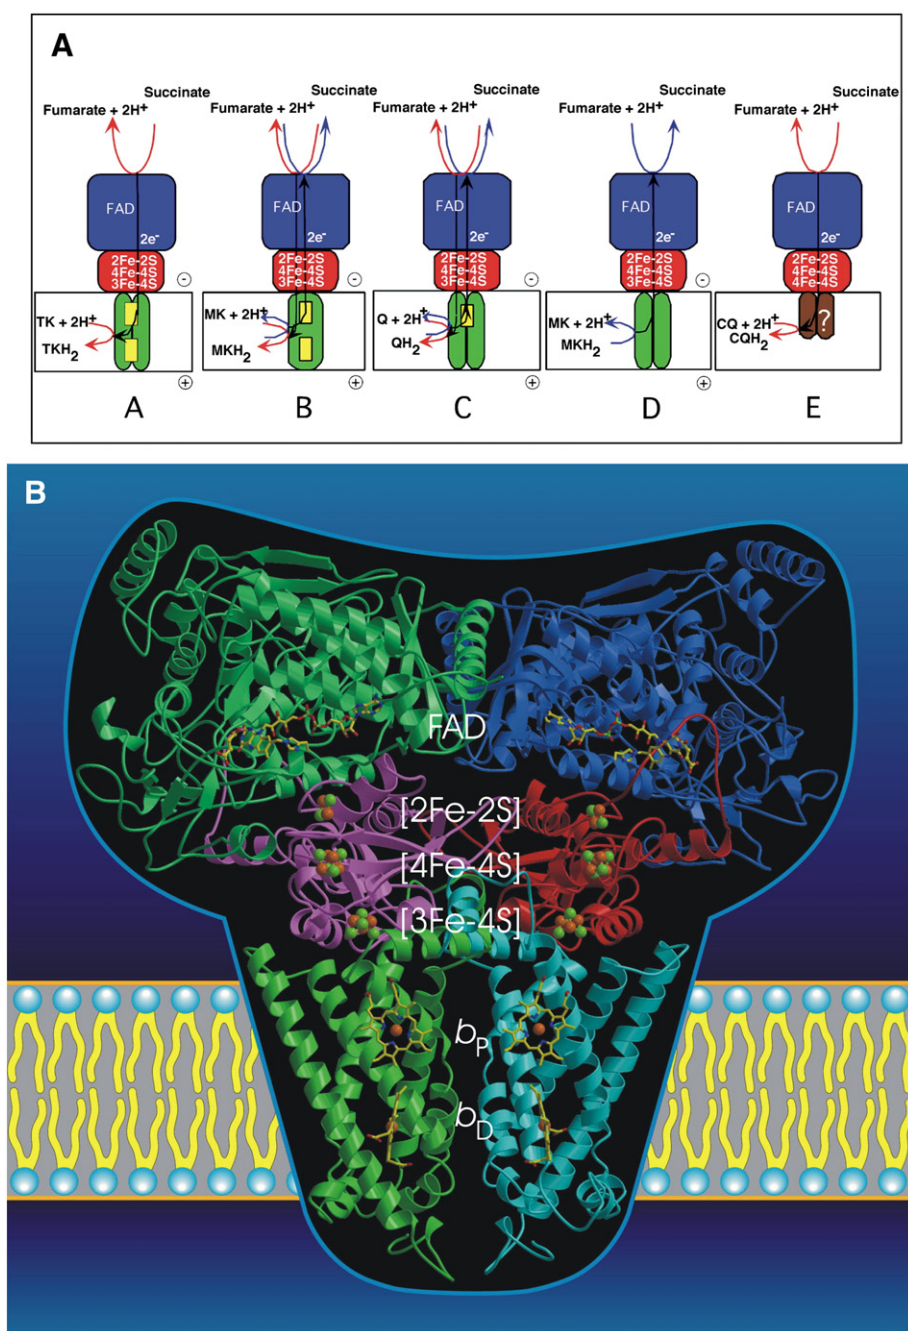 A
Succinate
Fumarate + 2H+
FAD
2e-
2Fe-2S
4Fe-4S
3Fe-4S
-
TK + 2H+
TKH2
+
A
Succinate
Fumarate + 2H+
FAD
2e-
2Fe-2S
4Fe-4S
3Fe-4S
-
MK + 2H+
MKH2
+
B
Succinate
Fumarate + 2H+
FAD
2e-
2Fe-2S
4Fe-4S
3Fe-4S
-
Q + 2H+
QH2
+
C
Succinate
Fumarate + 2H+
FAD
2e-
2Fe-2S
4Fe-4S
3Fe-4S
-
MK + 2H+
MKH2
+
D
Succinate
Fumarate + 2H+
FAD
2e-
2Fe-2S
4Fe-4S
3Fe-4S
?
CQ + 2H+
CQH2
E
B
FAD
[2Fe-2S]
[4Fe-4S]
[3Fe-4S]
bP
bD